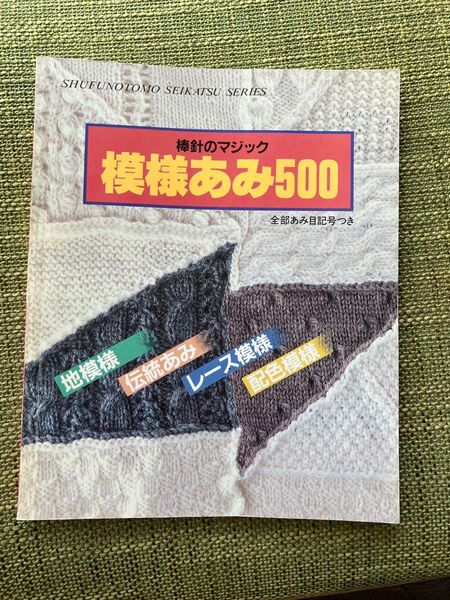 SHUFUNOTOMO SEIKATSU SERIES
棒針のマジック
模様あみ500
全部あみ目記号つき
地模様
伝統あみ
レース模様
配色模様